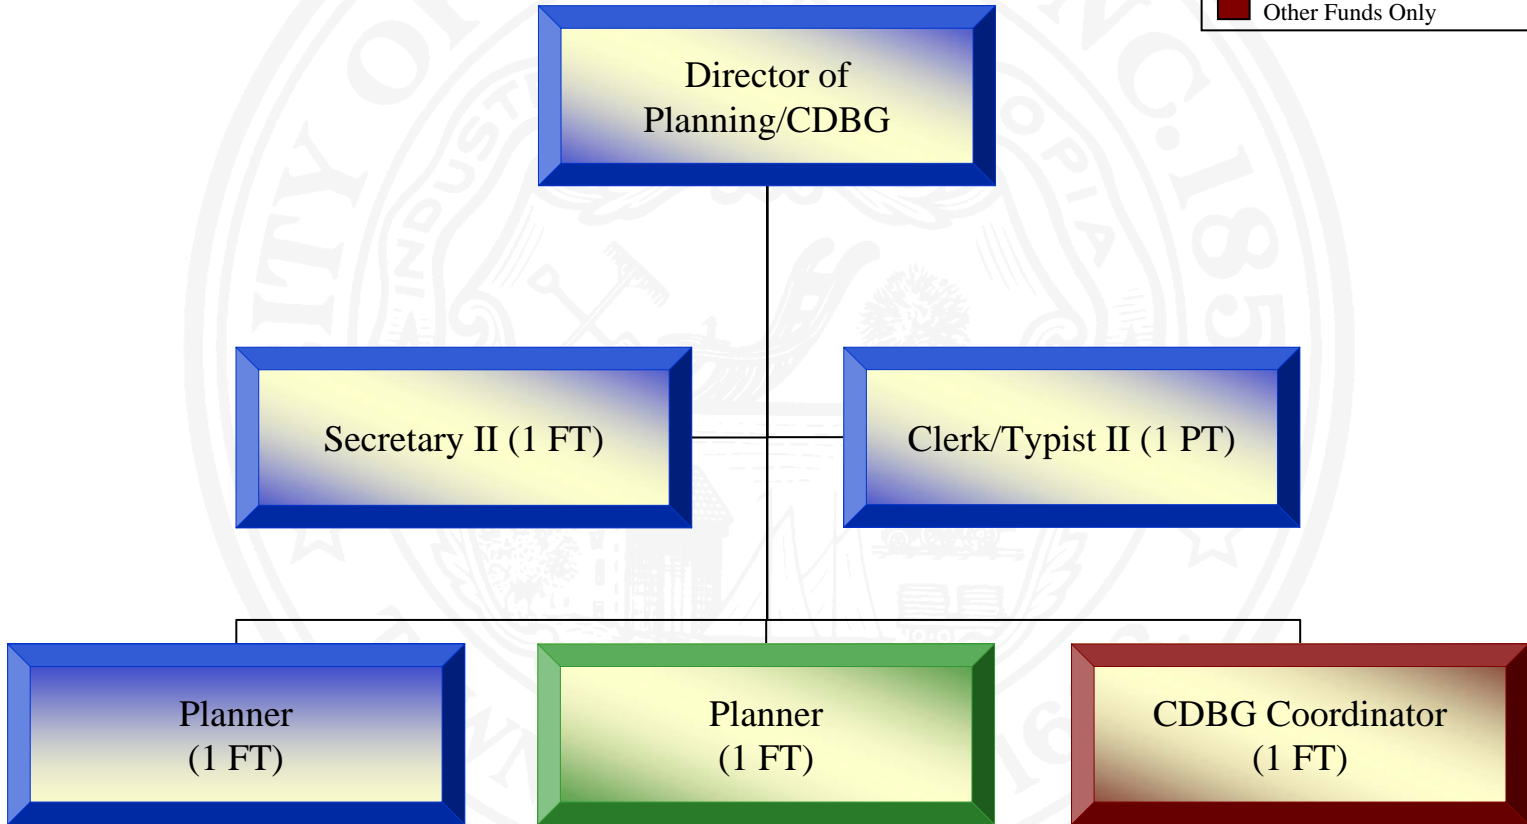 Other Funds Only
Director of
Planning/CDBG
Secretary II (1 FT)
Clerk/Typist II (1 PT)
Planner
(1 FT)
Planner
(1 FT)
CDBG Coordinator
(1 FT)